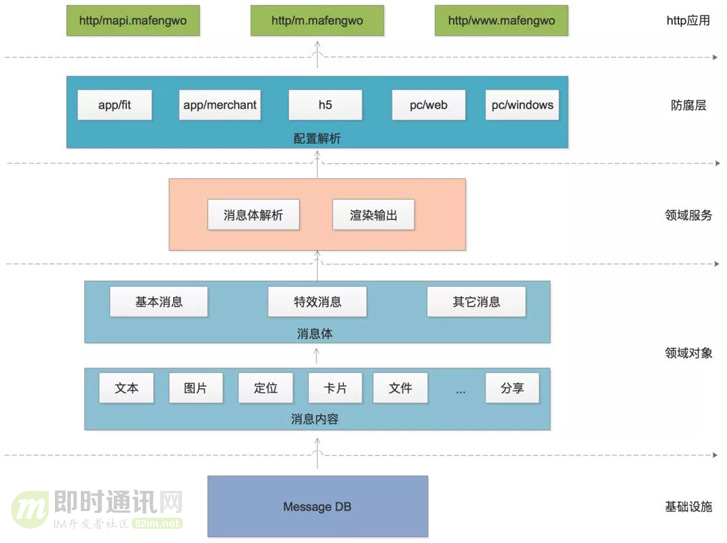 http/mapi.mafengwo
http/m.mafengwo
http/www.mafengwo
http应用
app/fit
app/merchant
h5
pc/web
pc/windows
防腐层
配置解析
消息体解析
渲染输出
领域服务
基本消息
特效消息
其它消息
消息体
领域对象
文本
图片
定位
卡片
文件
...
分享
消息内容
Message DB
基础设施
m
即时通讯网
IM开发者社区 52im.net